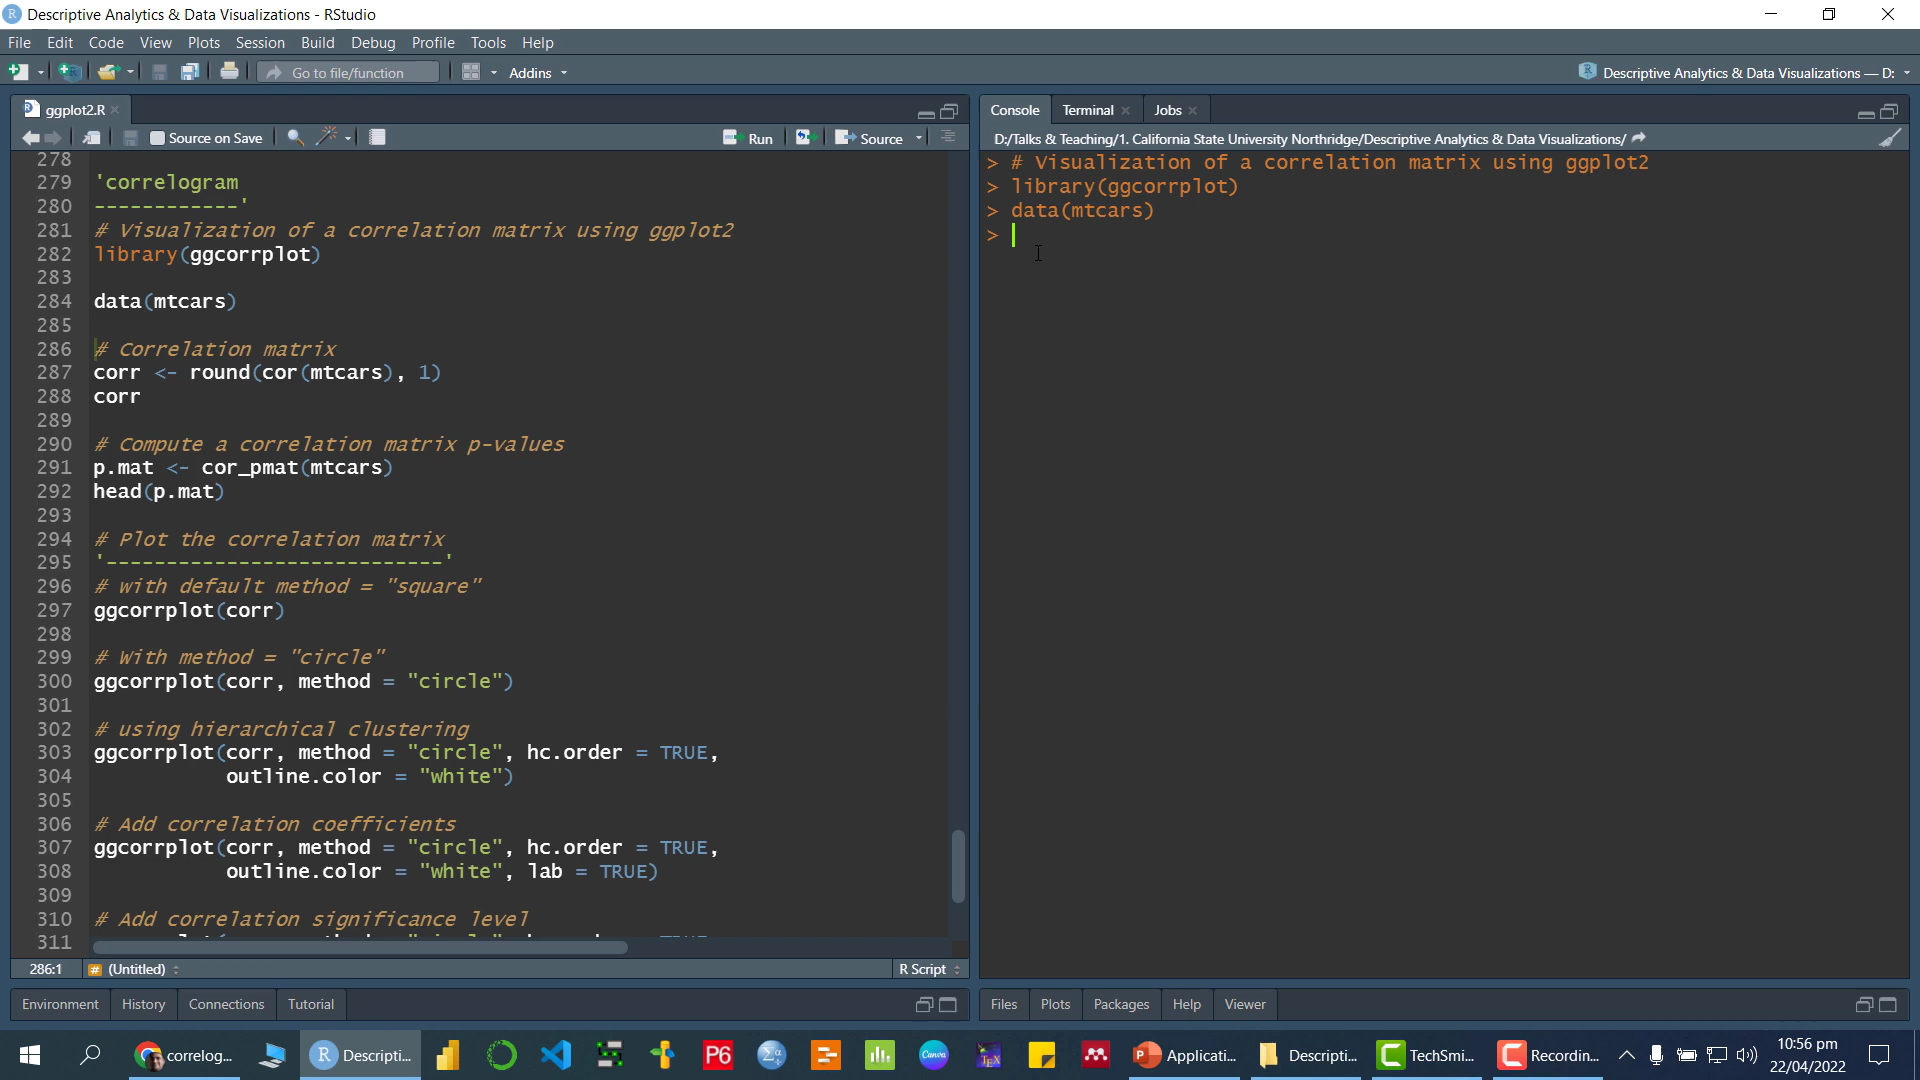 Descriptive Analytics & Data Visualizations - RStudio
File Edit Code View Plots Session Build Debug Profile Tools Help
Go to file/function Addins Descriptive Analytics & Data Visualizations — D:
ggplot2.R
Source on Save Run Source
278
279 'correlogram
280 ------------'
281 # Visualization of a correlation matrix using ggplot2
282 library(ggcorrplot)
283
284 data(mtcars)
285
286 # Correlation matrix
287 corr <- round(cor(mtcars), 1)
288 corr
289
290 # Compute a correlation matrix p-values
291 p.mat <- cor_pmat(mtcars)
292 head(p.mat)
293
294 # Plot the correlation matrix
295 '----------------------------'
296 # with default method = "square"
297 ggcorrplot(corr)
298
299 # With method = "circle"
300 ggcorrplot(corr, method = "circle")
301
302 # using hierarchical clustering
303 ggcorrplot(corr, method = "circle", hc.order = TRUE,
304 outline.color = "white")
305
306 # Add correlation coefficients
307 ggcorrplot(corr, method = "circle", hc.order = TRUE,
308 outline.color = "white", lab = TRUE)
309
310 # Add correlation significance level
311
286:1 (Untitled) R Script
Environment History Connections Tutorial
Console Terminal Jobs
D:/Talks & Teaching/1. California State University Northridge/Descriptive Analytics & Data Visualizations/
> # Visualization of a correlation matrix using ggplot2
> library(ggcorrplot)
> data(mtcars)
>
Files Plots Packages Help Viewer
correlog... Descripti... P6 Canva TEX Applicati... Descripti... TechSmi... Recordin... 10:56 pm
22/04/2022